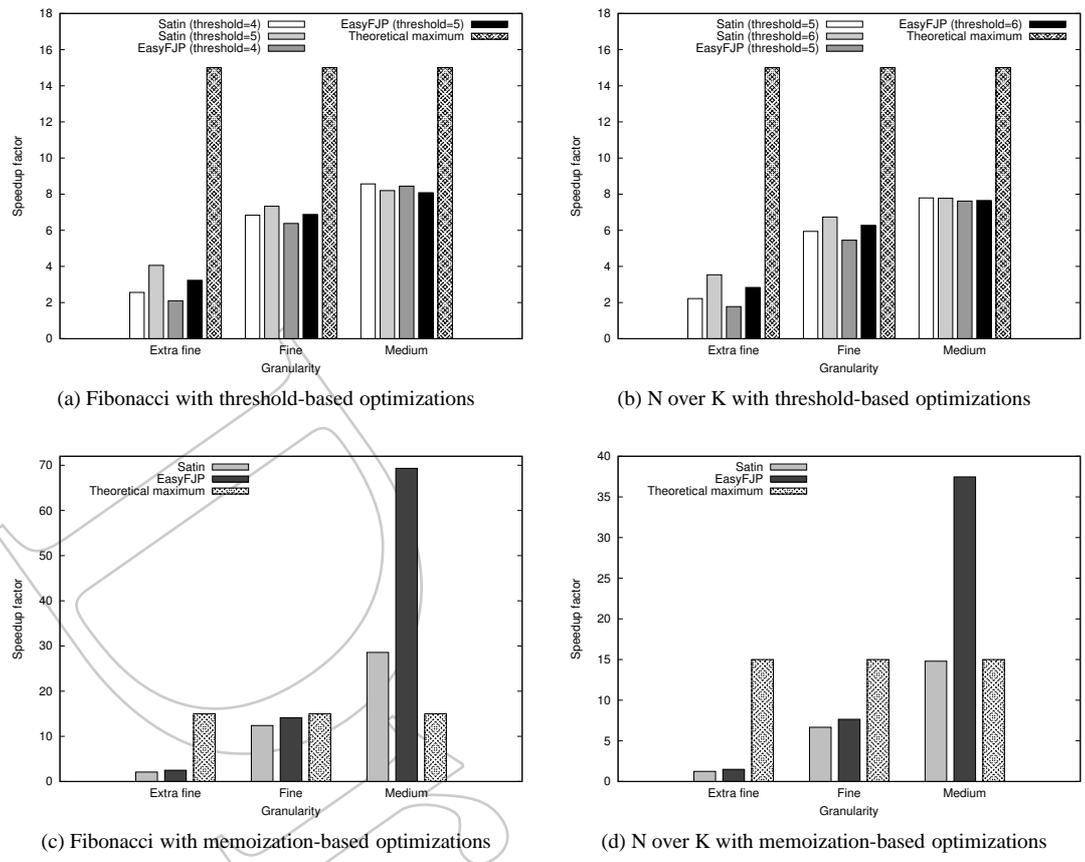 Satin (threshold=4)
Satin (threshold=5)
EasyFJP (threshold=4)
EasyFJP (threshold=5)
Theoretical maximum
18
16
14
12
10
8
6
4
2
0
Speedup factor
Extra fine Fine Medium
Granularity
(a) Fibonacci with threshold-based optimizations
Satin (threshold=5)
Satin (threshold=6)
EasyFJP (threshold=5)
EasyFJP (threshold=6)
Theoretical maximum
18
16
14
12
10
8
6
4
2
0
Speedup factor
Extra fine Fine Medium
Granularity
(b) N over K with threshold-based optimizations
Satin
EasyFJP
Theoretical maximum
70
60
50
40
30
20
10
0
Speedup factor
Extra fine Fine Medium
Granularity
(c) Fibonacci with memoization-based optimizations
Satin
EasyFJP
Theoretical maximum
40
35
30
25
20
15
10
5
0
Speedup factor
Extra fine Fine Medium
Granularity
(d) N over K with memoization-based optimizations